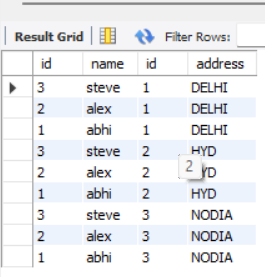 Result Grid Filter Rows:
id name id address
3 steve 1 DELHI
2 alex 1 DELHI
1 abhi 1 DELHI
3 steve 2 HYD
2 alex 2 YD
2
1 abhi 2 HYD
3 steve 3 NODIA
2 alex 3 NODIA
1 abhi 3 NODIA